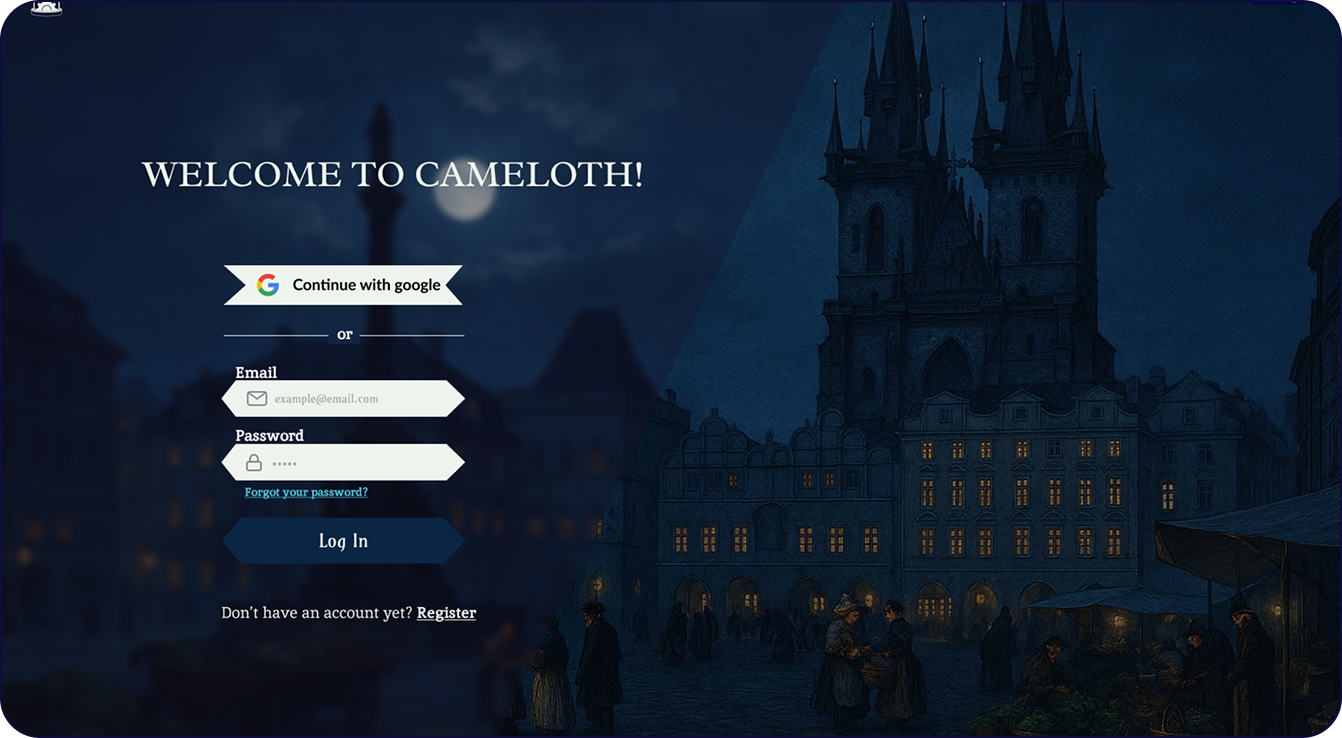 WELCOME TO CAMELOTH!
Continue with google
or
Email
example@email.com
Password
•••••
Forgot your password?
Log In
Don't have an account yet? Register